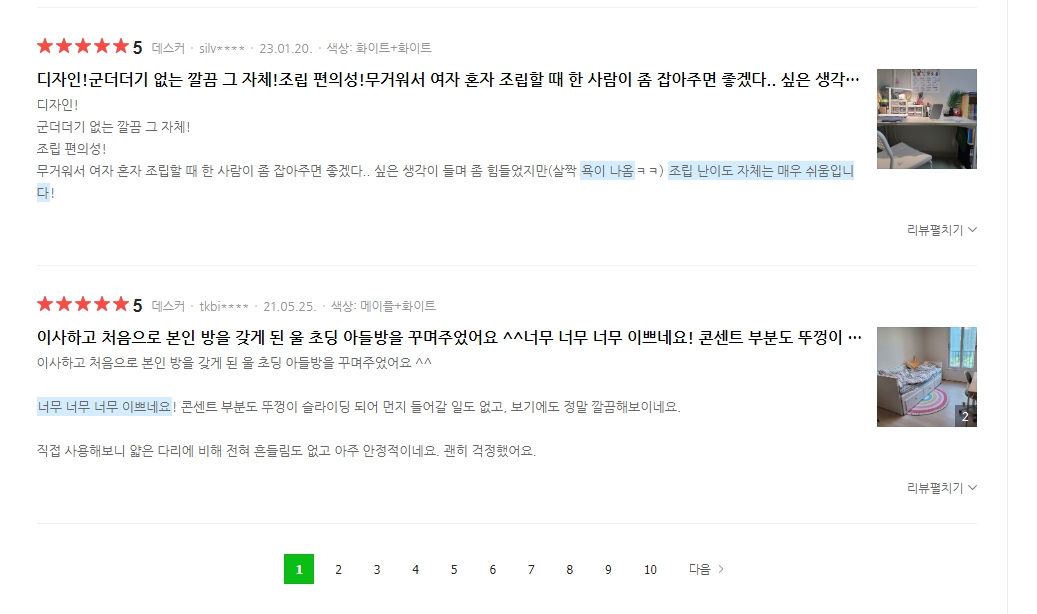 5 데스커 · silv**** · 23.01.20. · 색상: 화이트+화이트
디자인!군더더기 없는 깔끔 그 자체!조립 편의성!무거워서 여자 혼자 조립할 때 한 사람이 좀 잡아주면 좋겠다.. 싶은 생각…
디자인!
군더더기 없는 깔끔 그 자체!
조립 편의성!
무거워서 여자 혼자 조립할 때 한 사람이 좀 잡아주면 좋겠다.. 싶은 생각이 들며 좀 힘들었지만(살짝 욕이 나옴ㅋㅋ) 조립 난이도 자체는 매우 쉬움입니
다!
리뷰펼치기
5 데스커 · tkbi**** · 21.05.25. · 색상: 메이플+화이트
이사하고 처음으로 본인 방을 갖게 된 울 초딩 아들방을 꾸며주었어요 ^^너무 너무 너무 이쁘네요! 콘센트 부분도 뚜껑이 …
이사하고 처음으로 본인 방을 갖게 된 울 초딩 아들방을 꾸며주었어요 ^^
너무 너무 너무 이쁘네요! 콘센트 부분도 뚜껑이 슬라이딩 되어 먼지 들어갈 일도 없고, 보기에도 정말 깔끔해보이네요.
2
직접 사용해보니 얇은 다리에 비해 전혀 흔들림도 없고 아주 안정적이네요. 괜히 걱정했어요.
리뷰펼치기
1 2 3 4 5 6 7 8 9 10 다음